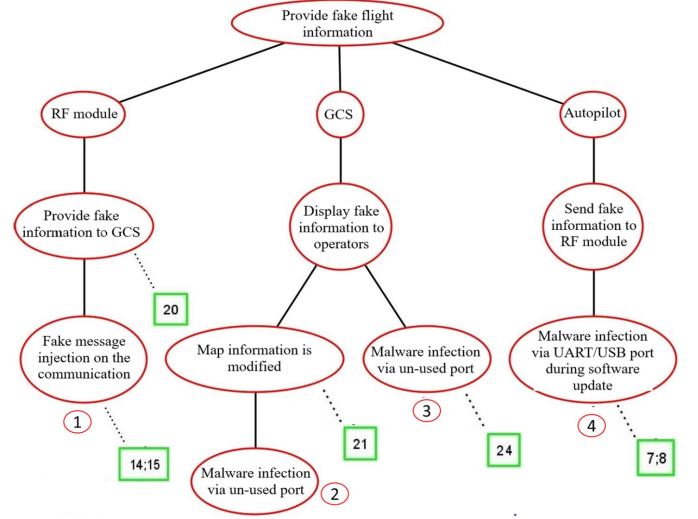 Provide fake flight
information
RF module
GCS
Autopilot
Provide fake
information to GCS
Display fake
information to
operators
Send fake
information to
RF module
20
Fake message
injection on the
communication
Map information is
modified
Malware infection
via un-used port
Malware infection
via UART/USB port
during software
update
1
3
4
14;15
21
24
7;8
Malware infection
via un-used port
2